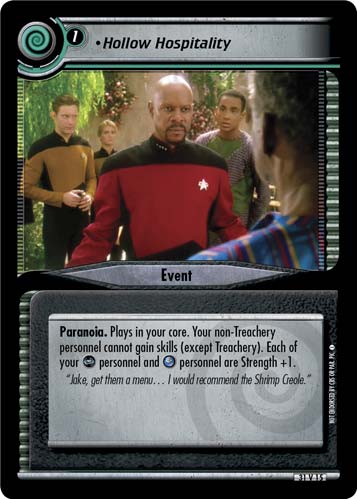 1
• Hollow Hospitality
Event
Paranoia. Plays in your core. Your non-Treachery
personnel cannot gain skills (except Treachery). Each of
your personnel and personnel are Strength +1.
"Jake, get them a menu... I would recommend the Shrimp Creole."
NOT ENDORSED BY CBS OR PAR. PIC.
31 V 15